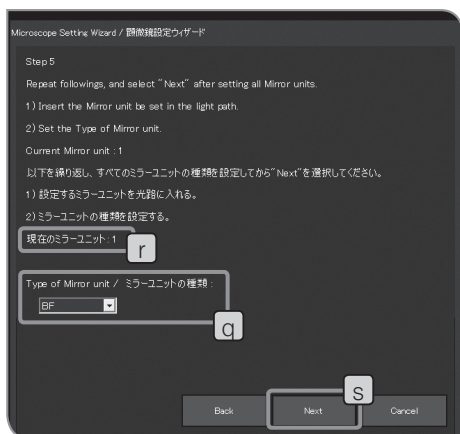 Microscope Setting Wizard / 顕微鏡設定ウィザード
Step 5
Repeat followings, and select "Next" after setting all Mirror units.
1) Insert the Mirror unit be set in the light path.
2) Set the Type of Mirror unit.
Current Mirror unit : 1
以下を繰り返し、すべてのミラーユニットの種類を設定してから"Next"を選択してください。
1) 設定するミラーユニットを光路に入れる。
2)ミラーユニットの種類を設定する。
現在のミラーユニット : 1
r
Type of Mirror unit / ミラーユニットの種類 :
BF
q
s
Back Next Cancel